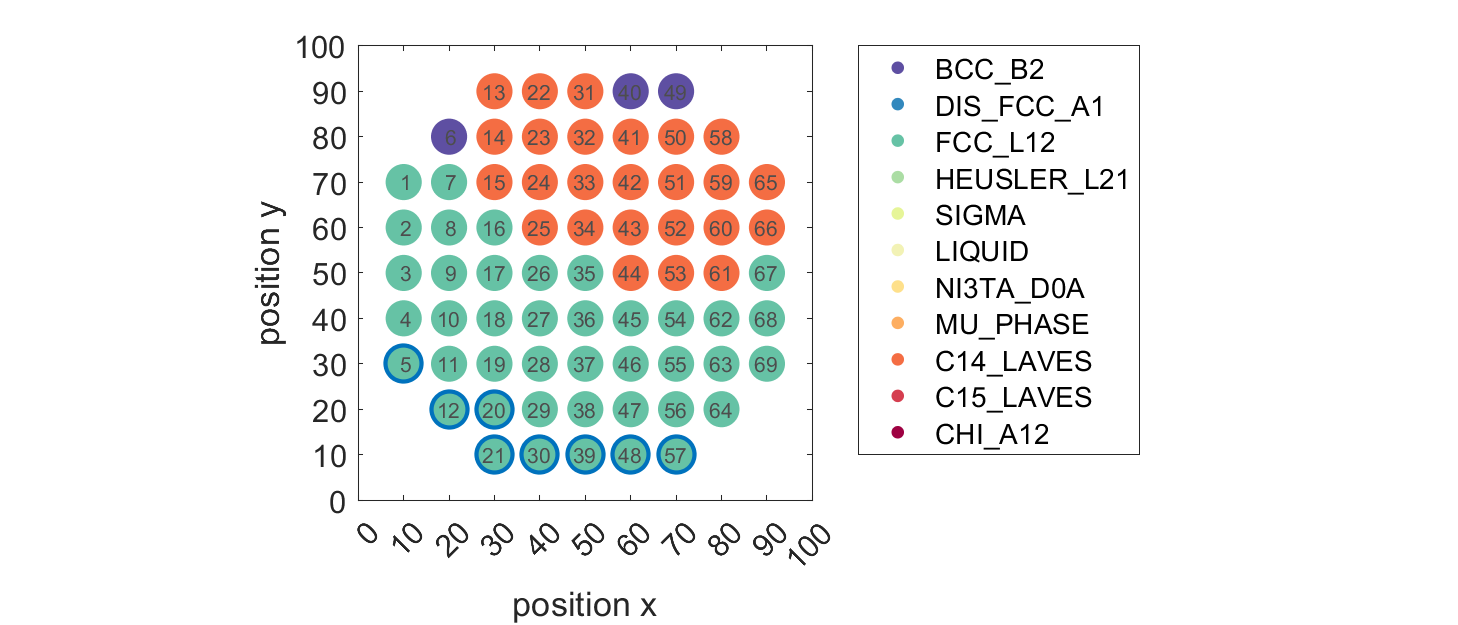 100
90 13 22 31 40 49
80 6 14 23 32 41 50 58
70 1 7 15 24 33 42 51 59 65
60 2 8 16 25 34 43 52 60 66
50 3 9 17 26 35 44 53 61 67
40 4 10 18 27 36 45 54 62 68
30 5 11 19 28 37 46 55 63 69
20 12 20 29 38 47 56 64
10 21 30 39 48 57
0
0 10 20 30 40 50 60 70 80 90 100
position x
position y
BCC_B2
DIS_FCC_A1
FCC_L12
HEUSLER_L21
SIGMA
LIQUID
NI3TA_D0A
MU_PHASE
C14_LAVES
C15_LAVES
CHI_A12